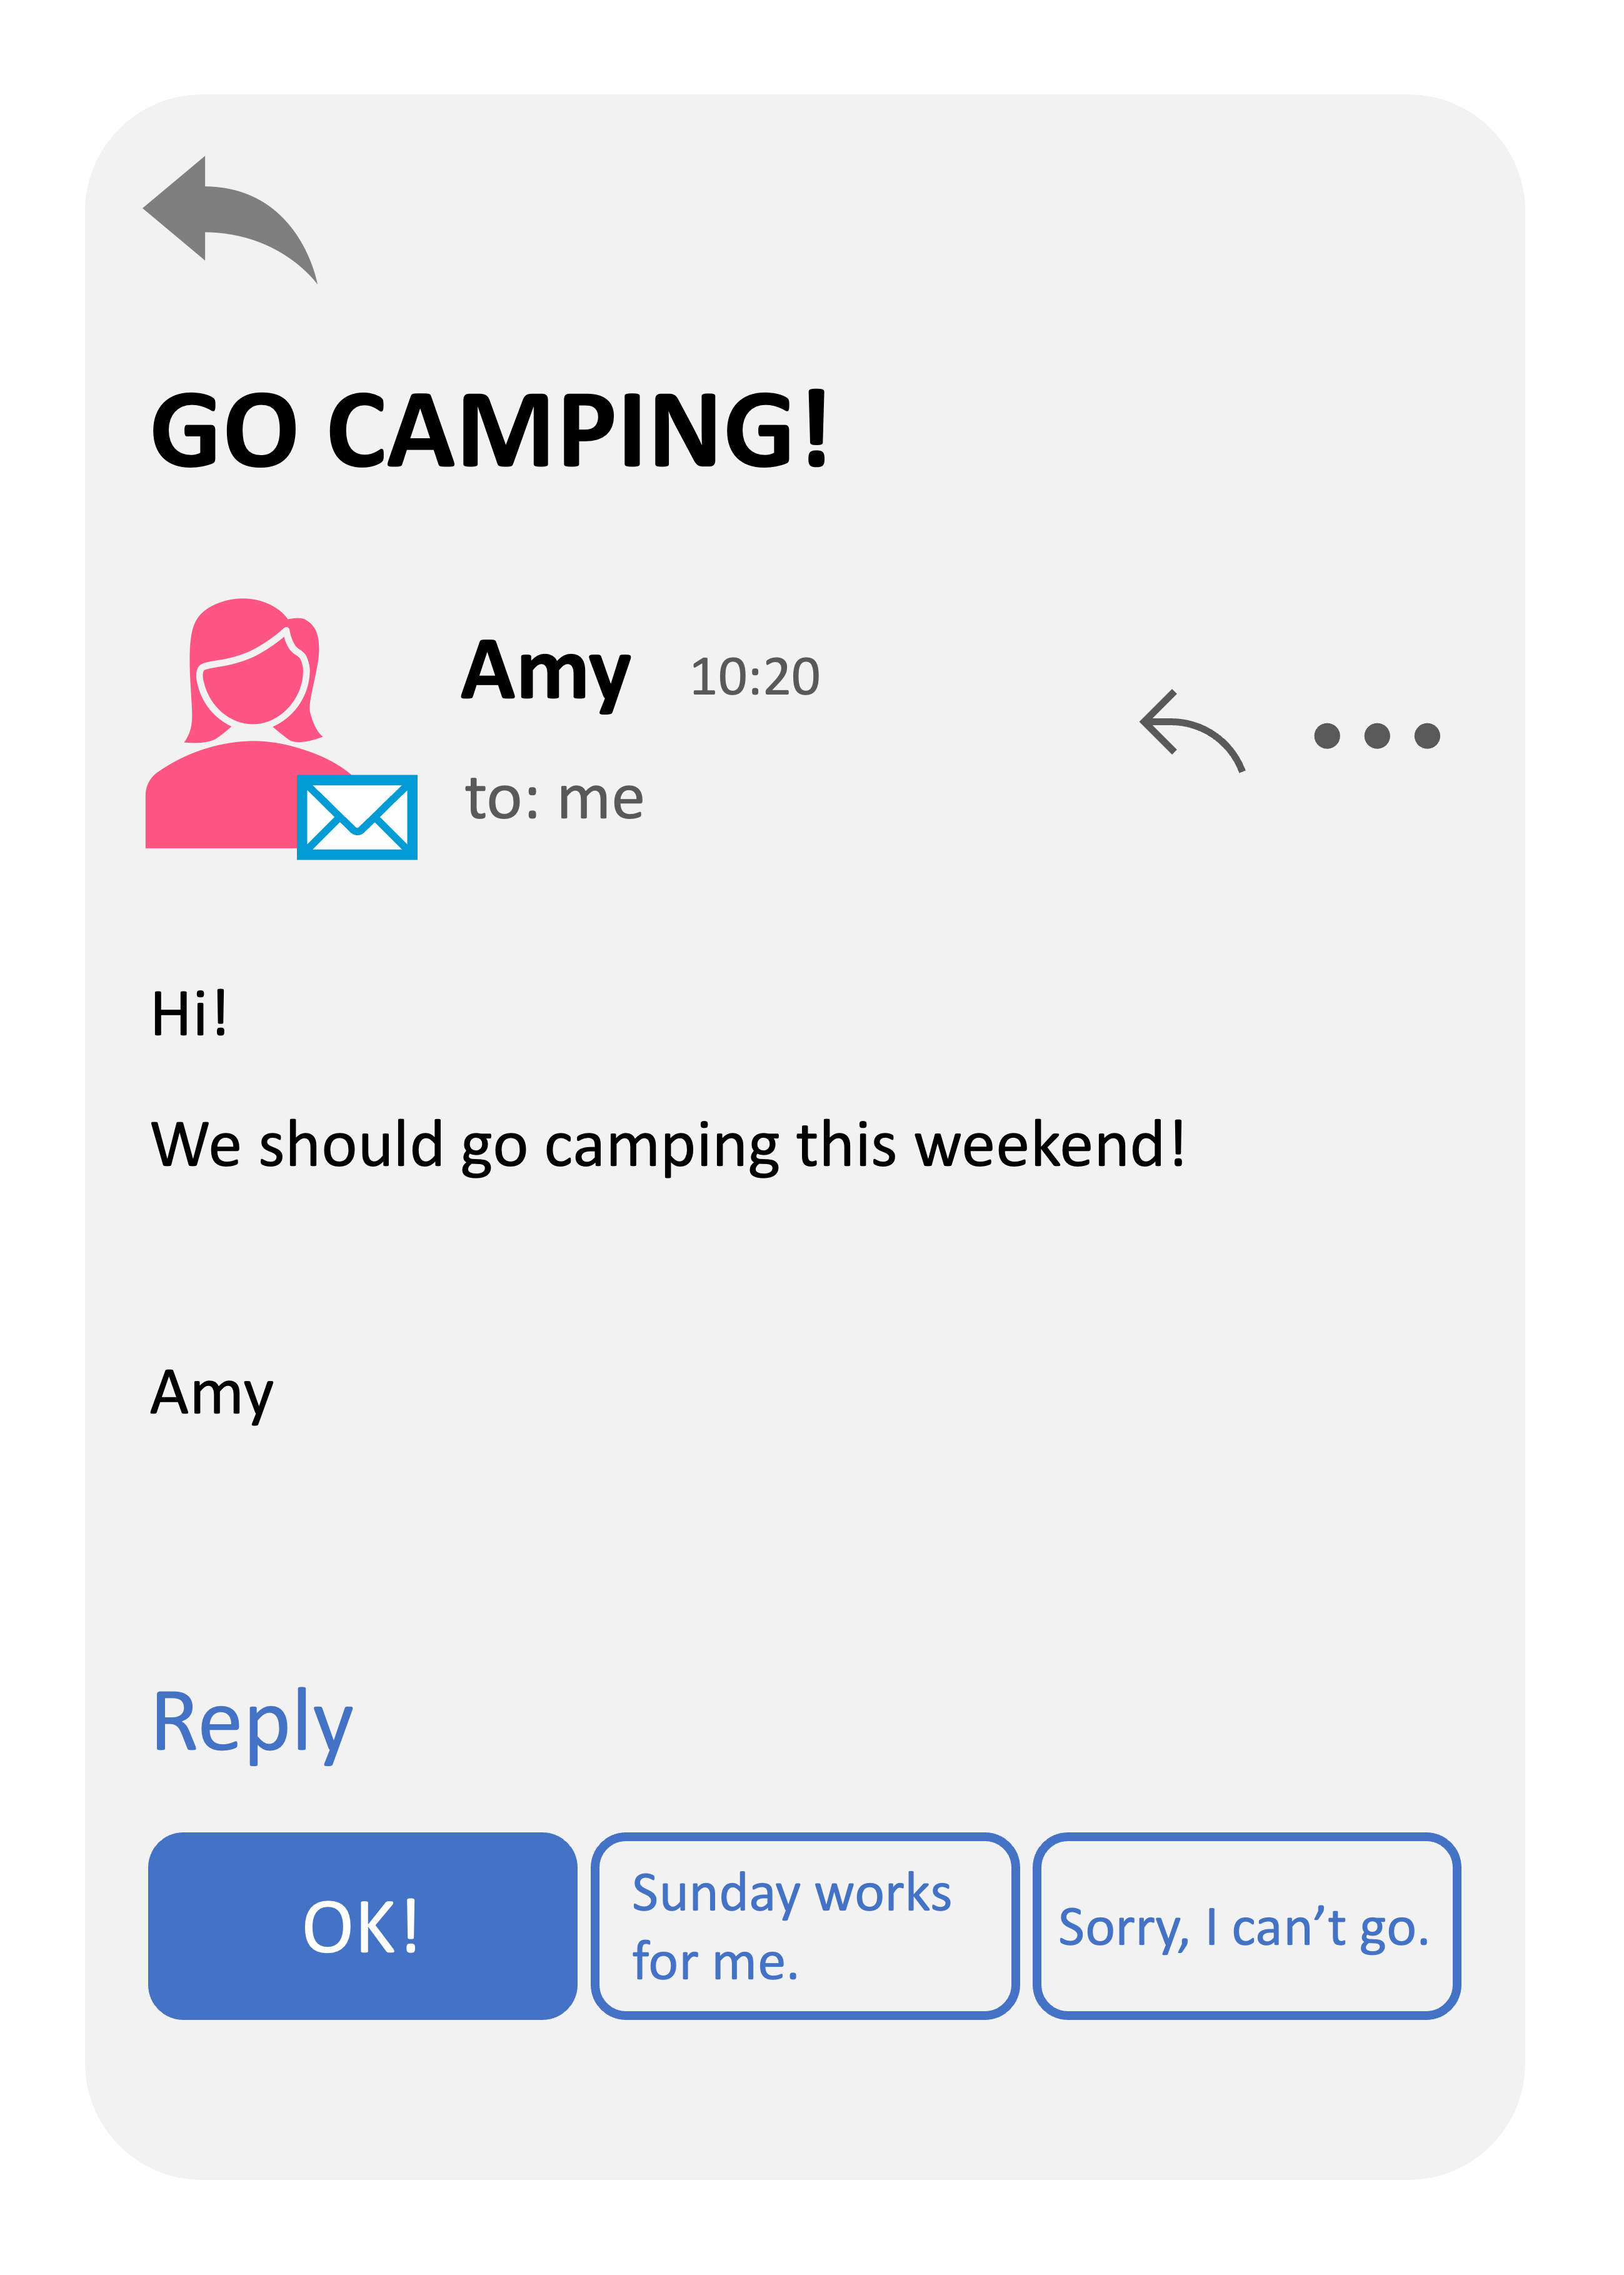 GO CAMPING!
Amy 10:20
to: me
Hi!
We should go camping this weekend!
Amy
Reply
OK!
Sunday works
for me.
Sorry, I can’t go.